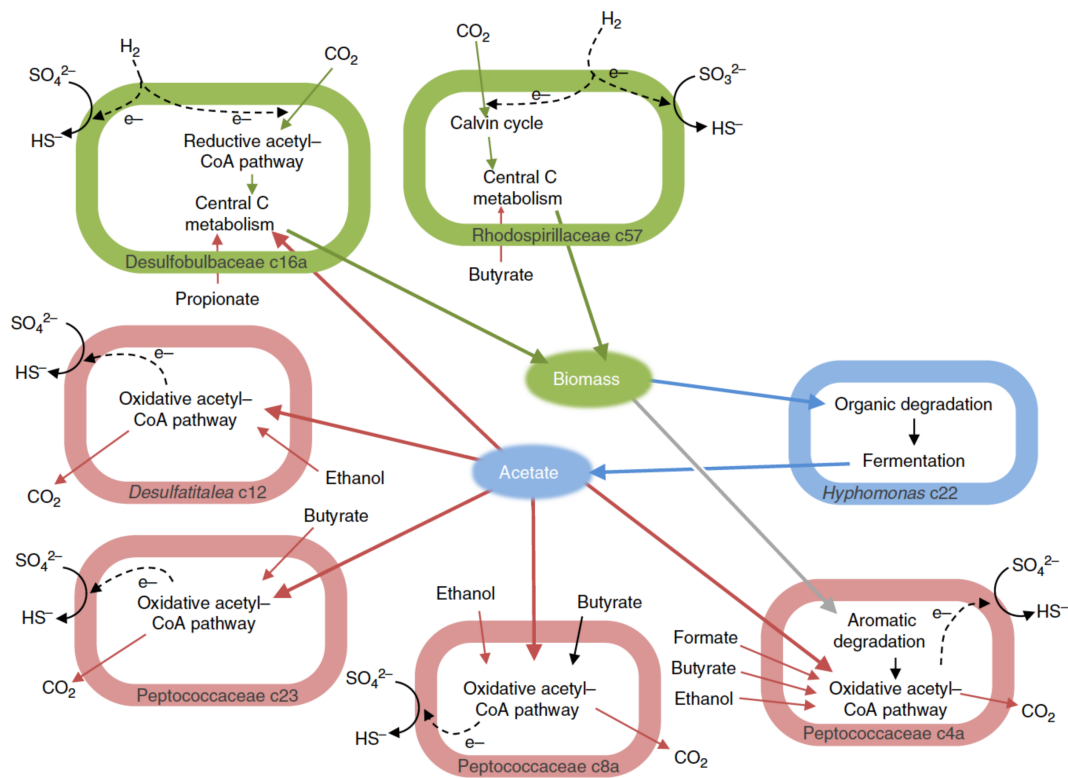 H2
CO2
SO4 2–
e–
e–
HS–
Reductive acetyl–
CoA pathway
Central C
metabolism
Desulfobulbaceae c16a
Propionate
CO2
H2
e–
e–
SO3 2–
HS–
Calvin cycle
Central C
metabolism
Rhodospirillaceae c57
Butyrate
SO4 2–
e–
HS–
Oxidative acetyl–
CoA pathway
CO2
Ethanol
Desulfatitalea c12
Biomass
Acetate
Organic degradation
Fermentation
Hyphomonas c22
Butyrate
SO4 2–
e–
HS–
Oxidative acetyl–
CoA pathway
CO2
Peptococcaceae c23
Ethanol
Butyrate
SO4 2–
Oxidative acetyl–
CoA pathway
HS–
e–
CO2
Peptococcaceae c8a
SO4 2–
e–
HS–
Aromatic
degradation
Formate
Butyrate
Ethanol
Oxidative acetyl–
CoA pathway
CO2
Peptococcaceae c4a